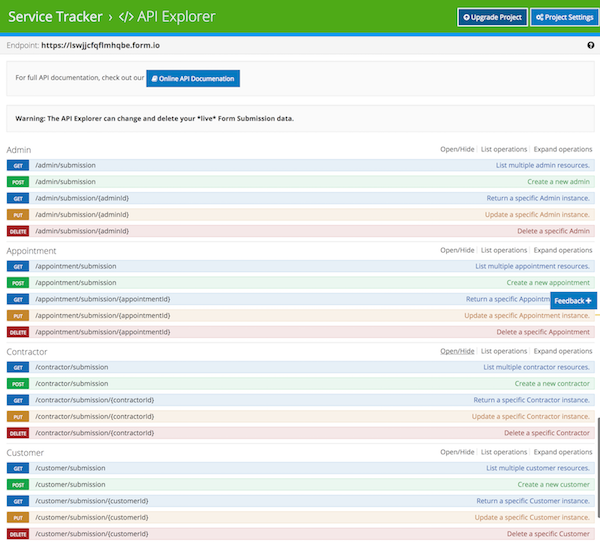 Service Tracker › </> API Explorer
Upgrade Project
Project Settings
Endpoint: https://lswjjcfqflmhqbe.form.io
For full API documentation, check out our Online API Documenation
Warning: The API Explorer can change and delete your *live* Form Submission data.
Admin Open/Hide List operations Expand operations
GET /admin/submission List multiple admin resources.
POST /admin/submission Create a new admin
GET /admin/submission/{adminId} Return a specific Admin instance.
PUT /admin/submission/{adminId} Update a specific Admin instance.
DELETE /admin/submission/{adminId} Delete a specific Admin
Appointment Open/Hide List operations Expand operations
GET /appointment/submission List multiple appointment resources.
POST /appointment/submission Create a new appointment
GET /appointment/submission/{appointmentId} Return a specific Appointm
Feedback +
PUT /appointment/submission/{appointmentId} Update a specific Appointment instance.
DELETE /appointment/submission/{appointmentId} Delete a specific Appointment
Contractor Open/Hide List operations Expand operations
GET /contractor/submission List multiple contractor resources.
POST /contractor/submission Create a new contractor
GET /contractor/submission/{contractorId} Return a specific Contractor instance.
PUT /contractor/submission/{contractorId} Update a specific Contractor instance.
DELETE /contractor/submission/{contractorId} Delete a specific Contractor
Customer Open/Hide List operations Expand operations
GET /customer/submission List multiple customer resources.
POST /customer/submission Create a new customer
GET /customer/submission/{customerId} Return a specific Customer instance.
PUT /customer/submission/{customerId} Update a specific Customer instance.
DELETE /customer/submission/{customerId} Delete a specific Customer